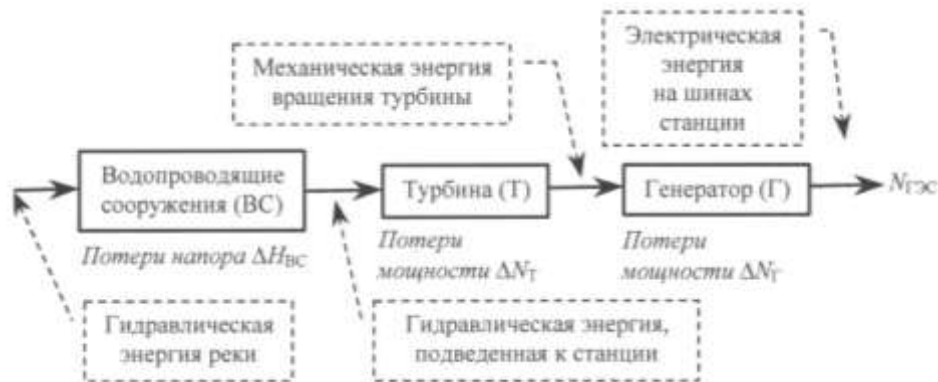 Механическая энергия
вращения турбины
Электрическая
энергия
на шинах
станции
Водопроводящие
сооружения (ВС)
Турбина (Т)
Генератор (Г)
NГЭС
Потери напора ΔHВС
Потери
мощности ΔNТ
Потери
мощности ΔNГ
Гидравлическая
энергия реки
Гидравлическая энергия,
подведенная к станции